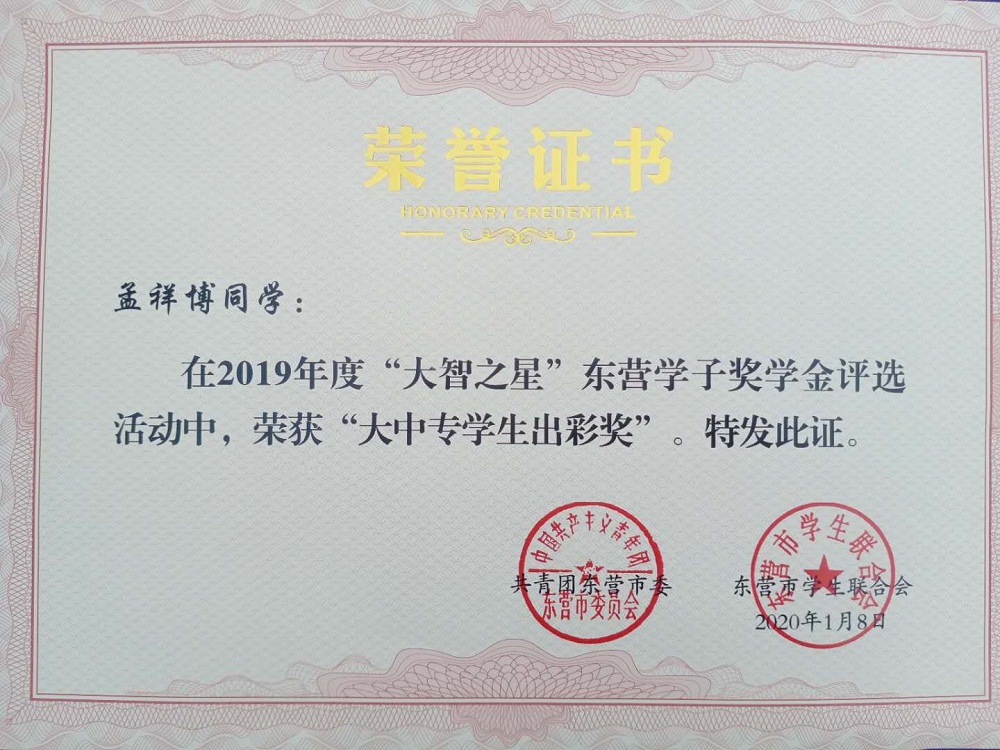 荣誉证书
HONORARY CREDENTIAL
孟祥博同学：
在2019年度“大智之星”东营学子奖学金评选
活动中，荣获“大中专学生出彩奖”。特发此证。
中国共产主义青年团
东营市委员会
共青团东营市委
东营市学生联合会
东营市学生联合会
2020年1月8日